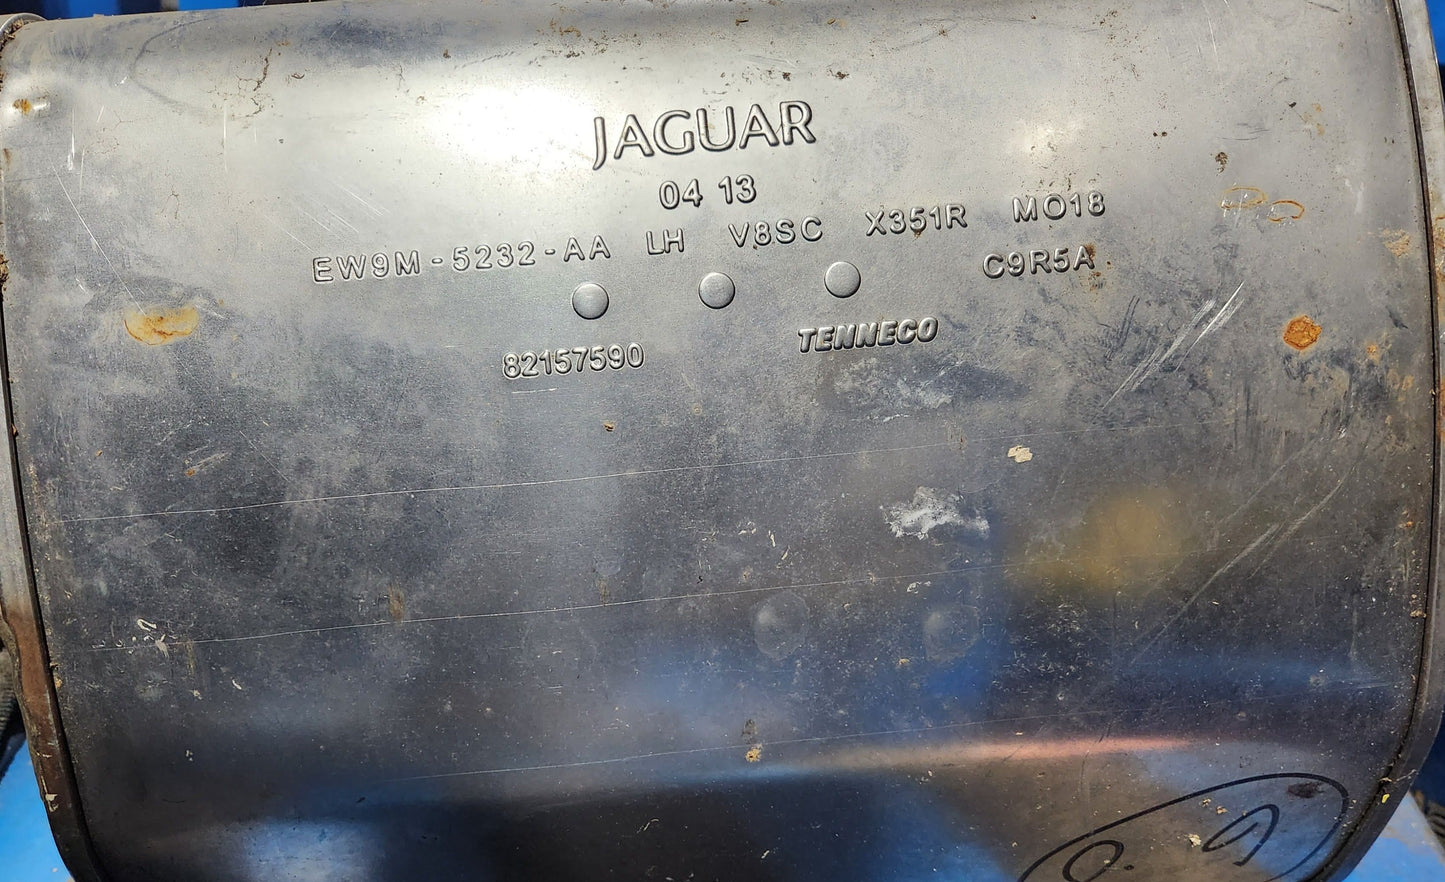 JAGUAR
04 13
EW9M-5232-AA LH V8SC X351R MO18
C9R5A
TENNECO
82157590